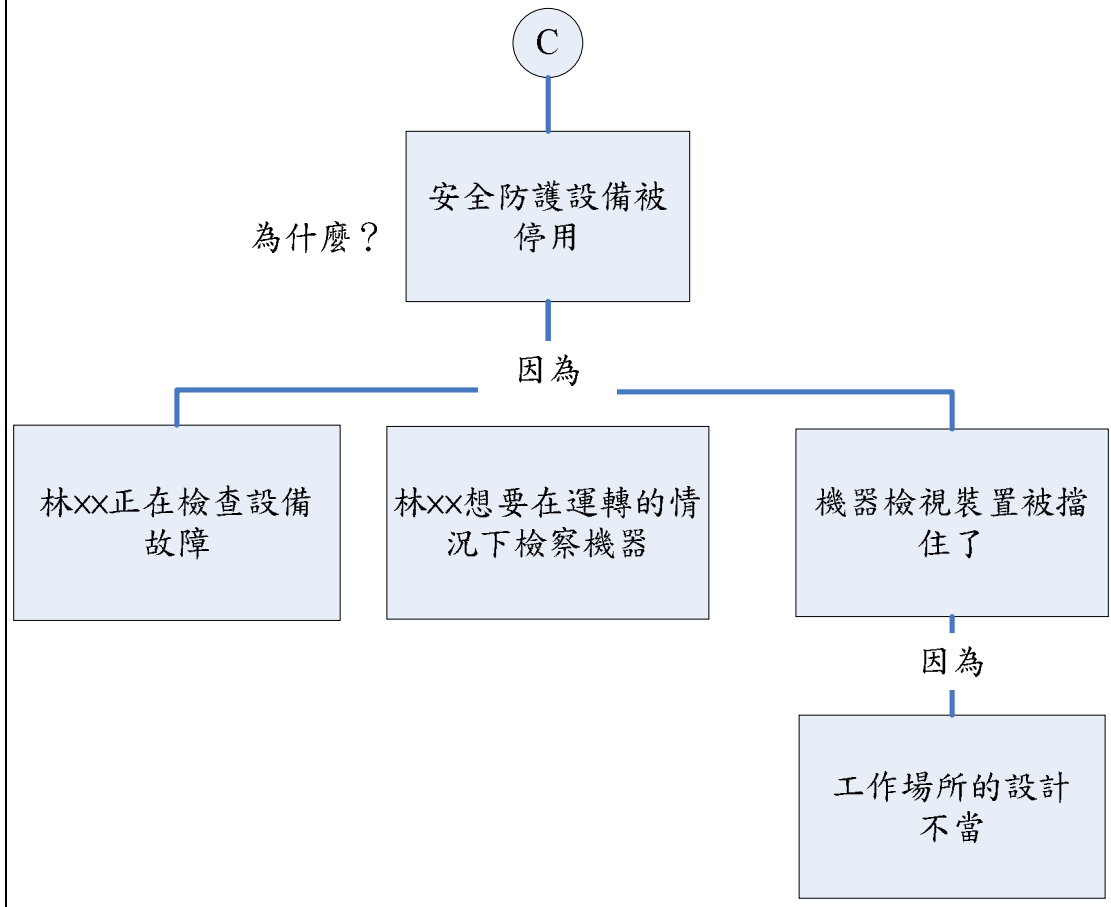 C
安全防護設備被
停用
為什麼？
因為
林xx正在檢查設備
故障
林xx想要在運轉的情
況下檢察機器
機器檢視裝置被擋
住了
因為
工作場所的設計
不當